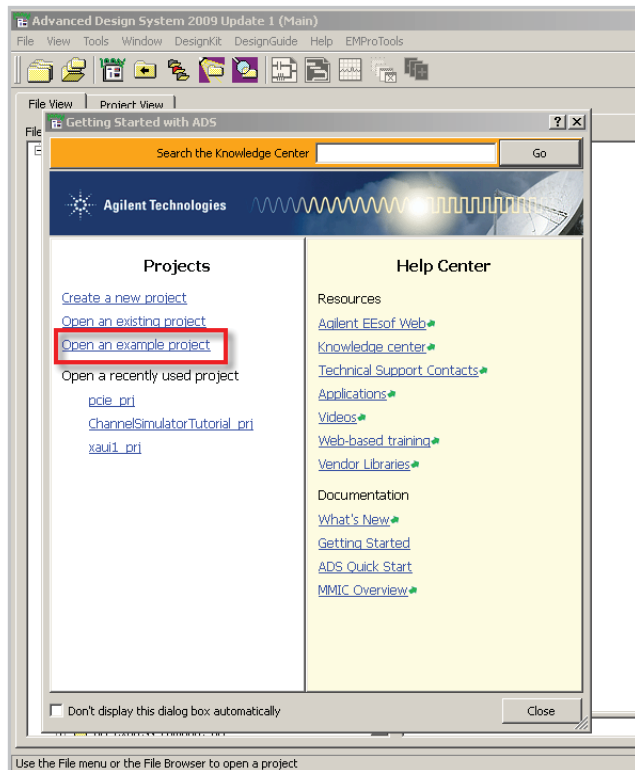 Advanced Design System 2009 Update 1 (Main)
File View Tools Window DesignKit DesignGuide Help EMProTools
File View Project View
File
Getting Started with ADS
Search the Knowledge Center Go
Agilent Technologies
Projects
Create a new project
Open an existing project
Open an example project
Open a recently used project
pcie_prj
ChannelSimulatorTutorial_prj
xaui1_prj
Help Center
Resources
Agilent EEsof Web
Knowledge center
Technical Support Contacts
Applications
Videos
Web-based training
Vendor Libraries
Documentation
What's New
Getting Started
ADS Quick Start
MMIC Overview
Don't display this dialog box automatically
Close
Use the File menu or the File Browser to open a project